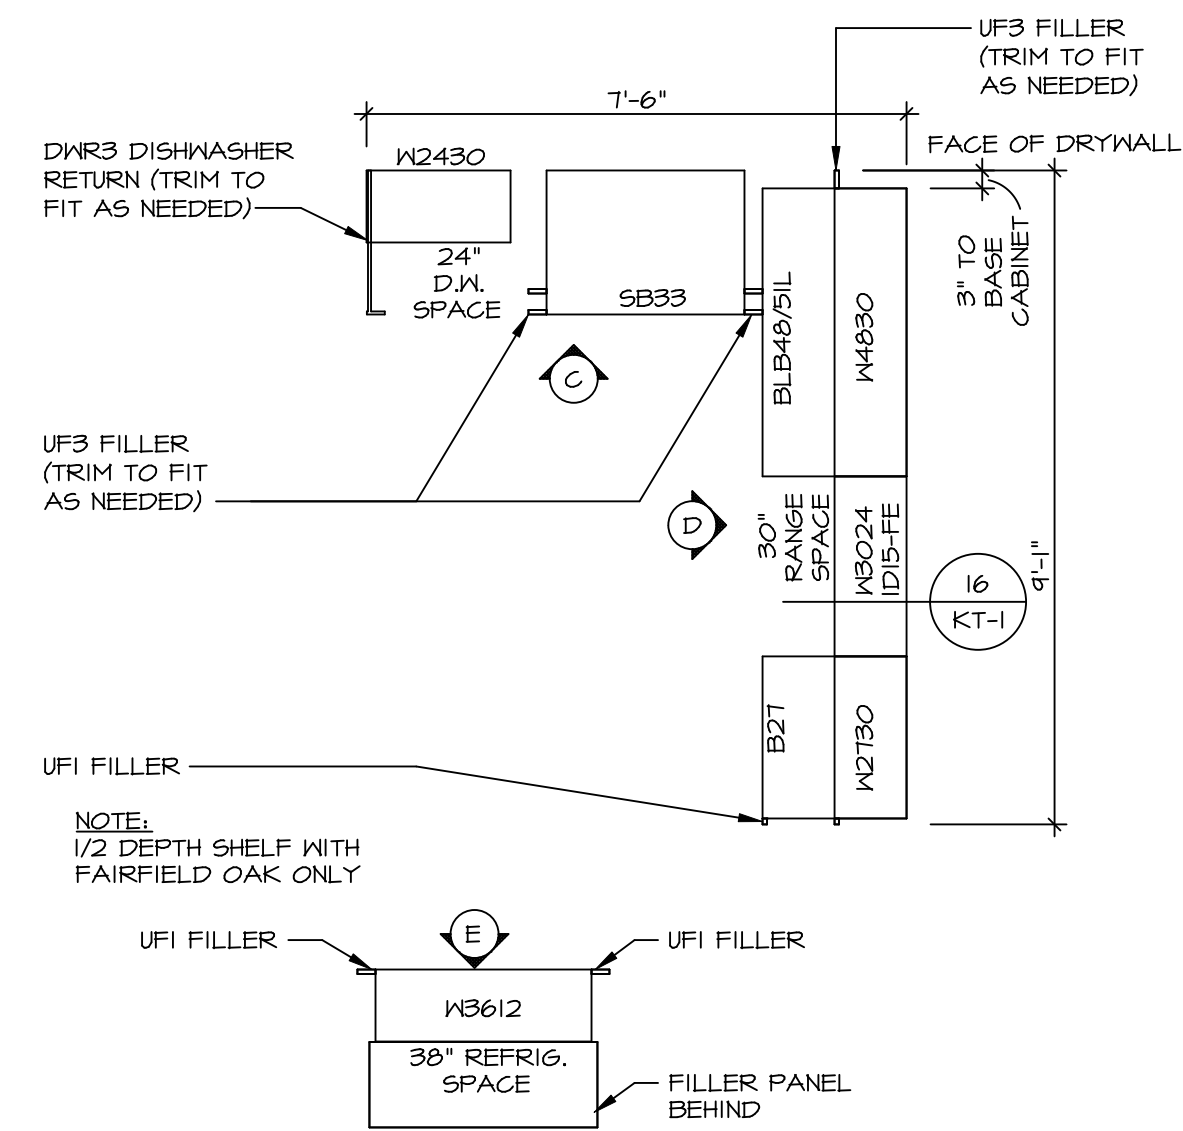 UF3 FILLER
(TRIM TO FIT
AS NEEDED)
7'-6"
FACE OF DRYWALL
DWR3 DISHWASHER
RETURN (TRIM TO
FIT AS NEEDED)
W2430
24"
D.W.
SPACE
SB33
BLB48/51L
W4830
3" TO
BASE
CABINET
C
UF3 FILLER
(TRIM TO FIT
AS NEEDED)
D
30"
RANGE
SPACE
W3024
1D15-FE
16
KT-1
9'-1"
B27
W2730
UF1 FILLER
NOTE:
1/2 DEPTH SHELF WITH
FAIRFIELD OAK ONLY
UF1 FILLER
E
UF1 FILLER
W3612
38" REFRIG.
SPACE
FILLER PANEL
BEHIND